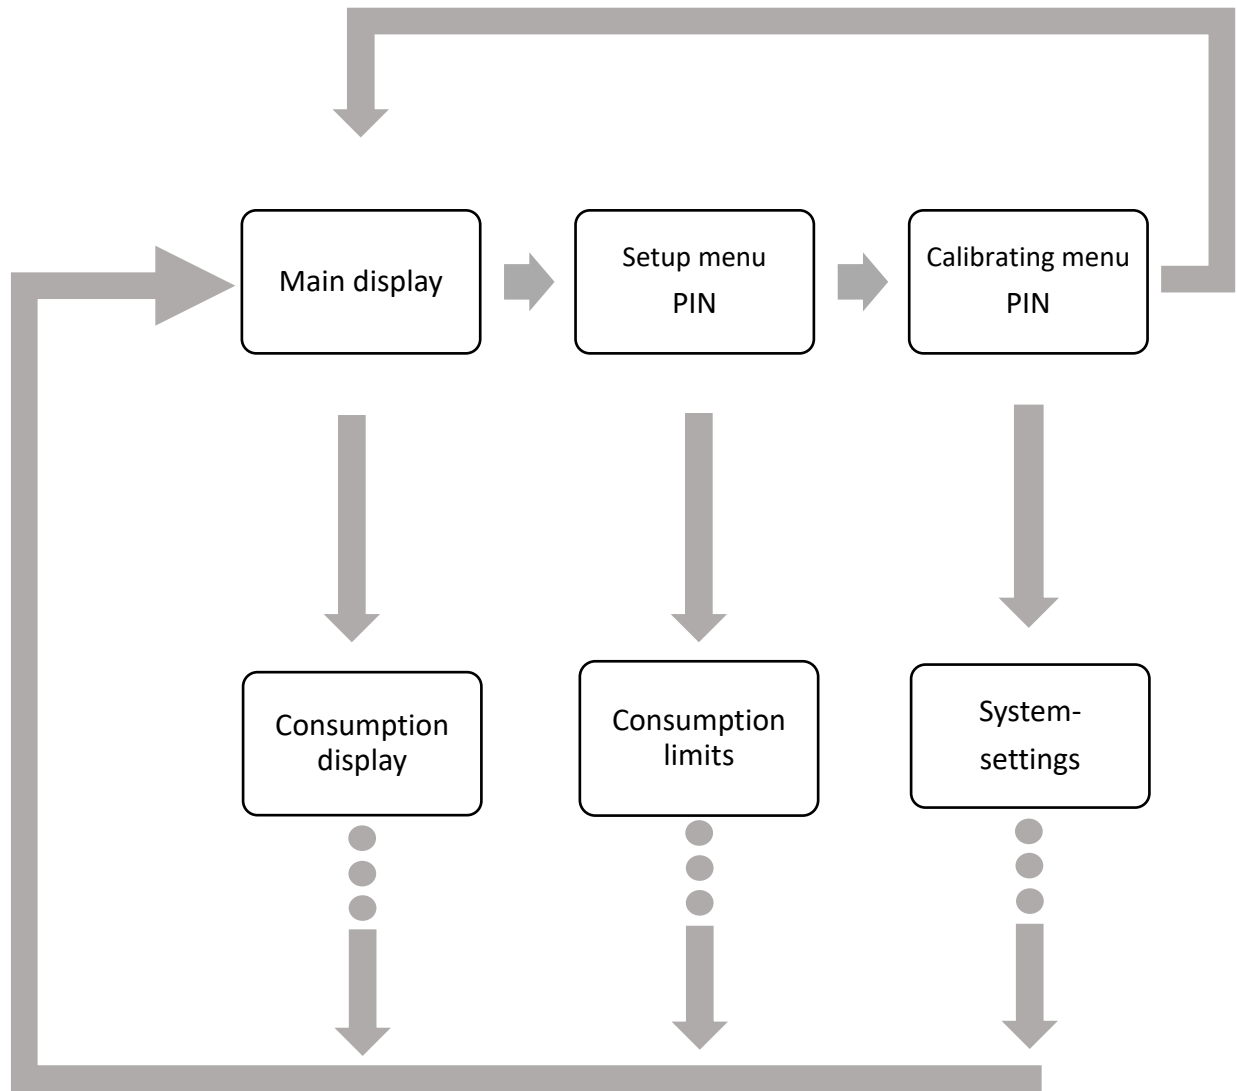 Main display
Setup menu
PIN
Calibrating menu
PIN
Consumption
display
Consumption
limits
System-
settings